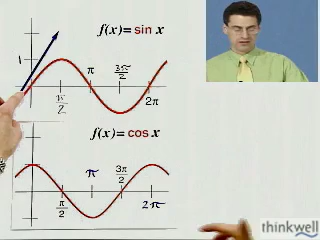 f(x)= sin x
1
π/2
π
3π/2
2π
f(x)= cos x
π/2
π
3π/2
2π
thinkwell